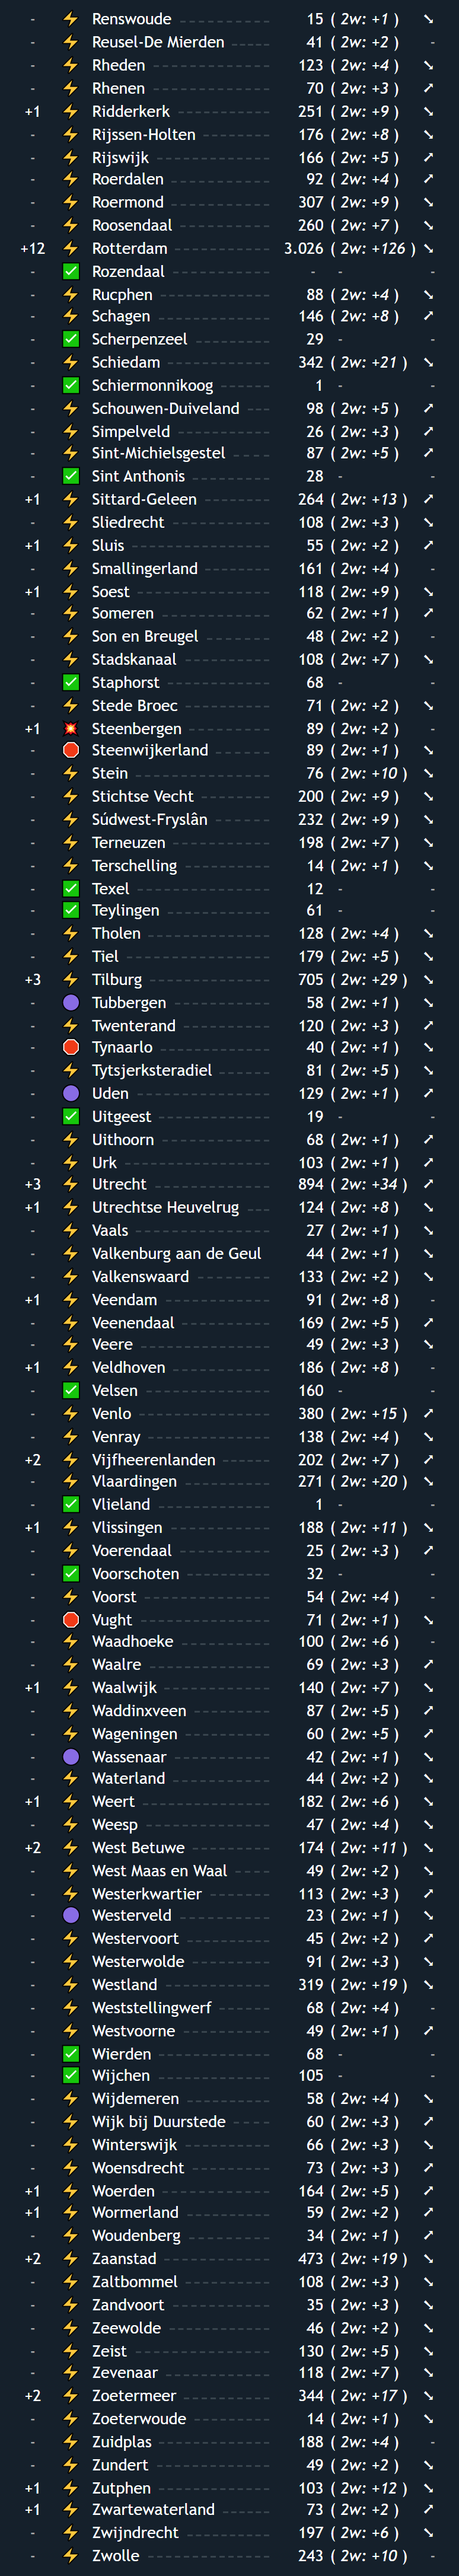 - ⚡ Renswoude 15 ( 2w: +1 ) ↘
- ⚡ Reusel-De Mierden 41 ( 2w: +2 ) -
- ⚡ Rheden 123 ( 2w: +4 ) ↘
- ⚡ Rhenen 70 ( 2w: +3 ) ↗
+1 ⚡ Ridderkerk 251 ( 2w: +9 ) ↘
- ⚡ Rijssen-Holten 176 ( 2w: +8 ) ↘
- ⚡ Rijswijk 166 ( 2w: +5 ) ↗
- ⚡ Roerdalen 92 ( 2w: +4 ) ↗
- ⚡ Roermond 307 ( 2w: +9 ) ↘
- ⚡ Roosendaal 260 ( 2w: +7 ) ↘
+12 ⚡ Rotterdam 3.026 ( 2w: +126 ) ↘
- ✅ Rozendaal - - -
- ⚡ Rucphen 88 ( 2w: +4 ) ↘
- ⚡ Schagen 146 ( 2w: +8 ) ↗
- ✅ Scherpenzeel 29 - -
- ⚡ Schiedam 342 ( 2w: +21 ) ↘
- ✅ Schiermonnikoog 1 - -
- ⚡ Schouwen-Duiveland 98 ( 2w: +5 ) ↗
- ⚡ Simpelveld 26 ( 2w: +3 ) ↗
- ⚡ Sint-Michielsgestel 87 ( 2w: +5 ) ↗
- ✅ Sint Anthonis 28 - -
+1 ⚡ Sittard-Geleen 264 ( 2w: +13 ) ↗
- ⚡ Sliedrecht 108 ( 2w: +3 ) ↘
+1 ⚡ Sluis 55 ( 2w: +2 ) ↗
- ⚡ Smallingerland 161 ( 2w: +4 ) -
+1 ⚡ Soest 118 ( 2w: +9 ) ↘
- ⚡ Someren 62 ( 2w: +1 ) ↗
- ⚡ Son en Breugel 48 ( 2w: +2 ) -
- ⚡ Stadskanaal 108 ( 2w: +7 ) ↘
- ✅ Staphorst 68 - -
- ⚡ Stede Broec 71 ( 2w: +2 ) ↘
+1 💥 Steenbergen 89 ( 2w: +2 ) -
- 🛑 Steenwijkerland 89 ( 2w: +1 ) ↘
- ⚡ Stein 76 ( 2w: +10 ) ↘
- ⚡ Stichtse Vecht 200 ( 2w: +9 ) ↘
- ⚡ Súdwest-Fryslân 232 ( 2w: +9 ) ↘
- ⚡ Terneuzen 198 ( 2w: +7 ) ↘
- ⚡ Terschelling 14 ( 2w: +1 ) ↘
- ✅ Texel 12 - -
- ✅ Teylingen 61 - -
- ⚡ Tholen 128 ( 2w: +4 ) ↘
- ⚡ Tiel 179 ( 2w: +5 ) ↘
+3 ⚡ Tilburg 705 ( 2w: +29 ) ↘
- 🟣 Tubbergen 58 ( 2w: +1 ) ↘
- ⚡ Twenterand 120 ( 2w: +3 ) ↗
- 🛑 Tynaarlo 40 ( 2w: +1 ) ↘
- ⚡ Tytsjerksteradiel 81 ( 2w: +5 ) ↘
- 🟣 Uden 129 ( 2w: +1 ) ↗
- ✅ Uitgeest 19 - -
- ⚡ Uithoorn 68 ( 2w: +1 ) ↗
- ⚡ Urk 103 ( 2w: +1 ) ↗
+3 ⚡ Utrecht 894 ( 2w: +34 ) ↗
+1 ⚡ Utrechtse Heuvelrug 124 ( 2w: +8 ) ↘
- ⚡ Vaals 27 ( 2w: +1 ) ↘
- ⚡ Valkenburg aan de Geul 44 ( 2w: +1 ) ↘
- ⚡ Valkenswaard 133 ( 2w: +2 ) ↘
+1 ⚡ Veendam 91 ( 2w: +8 ) -
- ⚡ Veenendaal 169 ( 2w: +5 ) ↗
- ⚡ Veere 49 ( 2w: +3 ) ↘
+1 ⚡ Veldhoven 186 ( 2w: +8 ) -
- ✅ Velsen 160 - -
- ⚡ Venlo 380 ( 2w: +15 ) ↗
- ⚡ Venray 138 ( 2w: +4 ) ↘
+2 ⚡ Vijfheerenlanden 202 ( 2w: +7 ) ↗
- ⚡ Vlaardingen 271 ( 2w: +20 ) ↘
- ✅ Vlieland 1 - -
+1 ⚡ Vlissingen 188 ( 2w: +11 ) ↘
- ⚡ Voerendaal 25 ( 2w: +3 ) ↗
- ✅ Voorschoten 32 - -
- ⚡ Voorst 54 ( 2w: +4 ) -
- 🛑 Vught 71 ( 2w: +1 ) ↘
- ⚡ Waadhoeke 100 ( 2w: +6 ) -
- ⚡ Waalre 69 ( 2w: +3 ) ↗
+1 ⚡ Waalwijk 140 ( 2w: +7 ) ↘
- ⚡ Waddinxveen 87 ( 2w: +5 ) ↗
- ⚡ Wageningen 60 ( 2w: +5 ) ↗
- 🟣 Wassenaar 42 ( 2w: +1 ) ↘
- ⚡ Waterland 44 ( 2w: +2 ) ↘
+1 ⚡ Weert 182 ( 2w: +6 ) ↘
- ⚡ Weesp 47 ( 2w: +4 ) ↘
+2 ⚡ West Betuwe 174 ( 2w: +11 ) ↘
- ⚡ West Maas en Waal 49 ( 2w: +2 ) ↘
- ⚡ Westerkwartier 113 ( 2w: +3 ) ↗
- 🟣 Westerveld 23 ( 2w: +1 ) ↘
- ⚡ Westervoort 45 ( 2w: +2 ) ↗
- ⚡ Westerwolde 91 ( 2w: +3 ) ↘
- ⚡ Westland 319 ( 2w: +19 ) ↘
- ⚡ Weststellingwerf 68 ( 2w: +4 ) -
- ⚡ Westvoorne 49 ( 2w: +1 ) ↗
- ✅ Wierden 68 - -
- ✅ Wijchen 105 - -
- ⚡ Wijdemeren 58 ( 2w: +4 ) ↘
- ⚡ Wijk bij Duurstede 60 ( 2w: +3 ) ↗
- ⚡ Winterswijk 66 ( 2w: +3 ) ↘
- ⚡ Woensdrecht 73 ( 2w: +3 ) ↗
+1 ⚡ Woerden 164 ( 2w: +5 ) ↗
+1 ⚡ Wormerland 59 ( 2w: +2 ) ↗
- ⚡ Woudenberg 34 ( 2w: +1 ) ↗
+2 ⚡ Zaanstad 473 ( 2w: +19 ) ↘
- ⚡ Zaltbommel 108 ( 2w: +3 ) ↘
- ⚡ Zandvoort 35 ( 2w: +3 ) ↘
- ⚡ Zeewolde 46 ( 2w: +2 ) ↘
- ⚡ Zeist 130 ( 2w: +5 ) ↘
- ⚡ Zevenaar 118 ( 2w: +7 ) ↘
+2 ⚡ Zoetermeer 344 ( 2w: +17 ) ↘
- ⚡ Zoeterwoude 14 ( 2w: +1 ) ↘
- ⚡ Zuidplas 188 ( 2w: +4 ) -
- ⚡ Zundert 49 ( 2w: +2 ) ↘
+1 ⚡ Zutphen 103 ( 2w: +12 ) ↘
+1 ⚡ Zwartewaterland 73 ( 2w: +2 ) ↗
- ⚡ Zwijndrecht 197 ( 2w: +6 ) ↘
- ⚡ Zwolle 243 ( 2w: +10 ) -